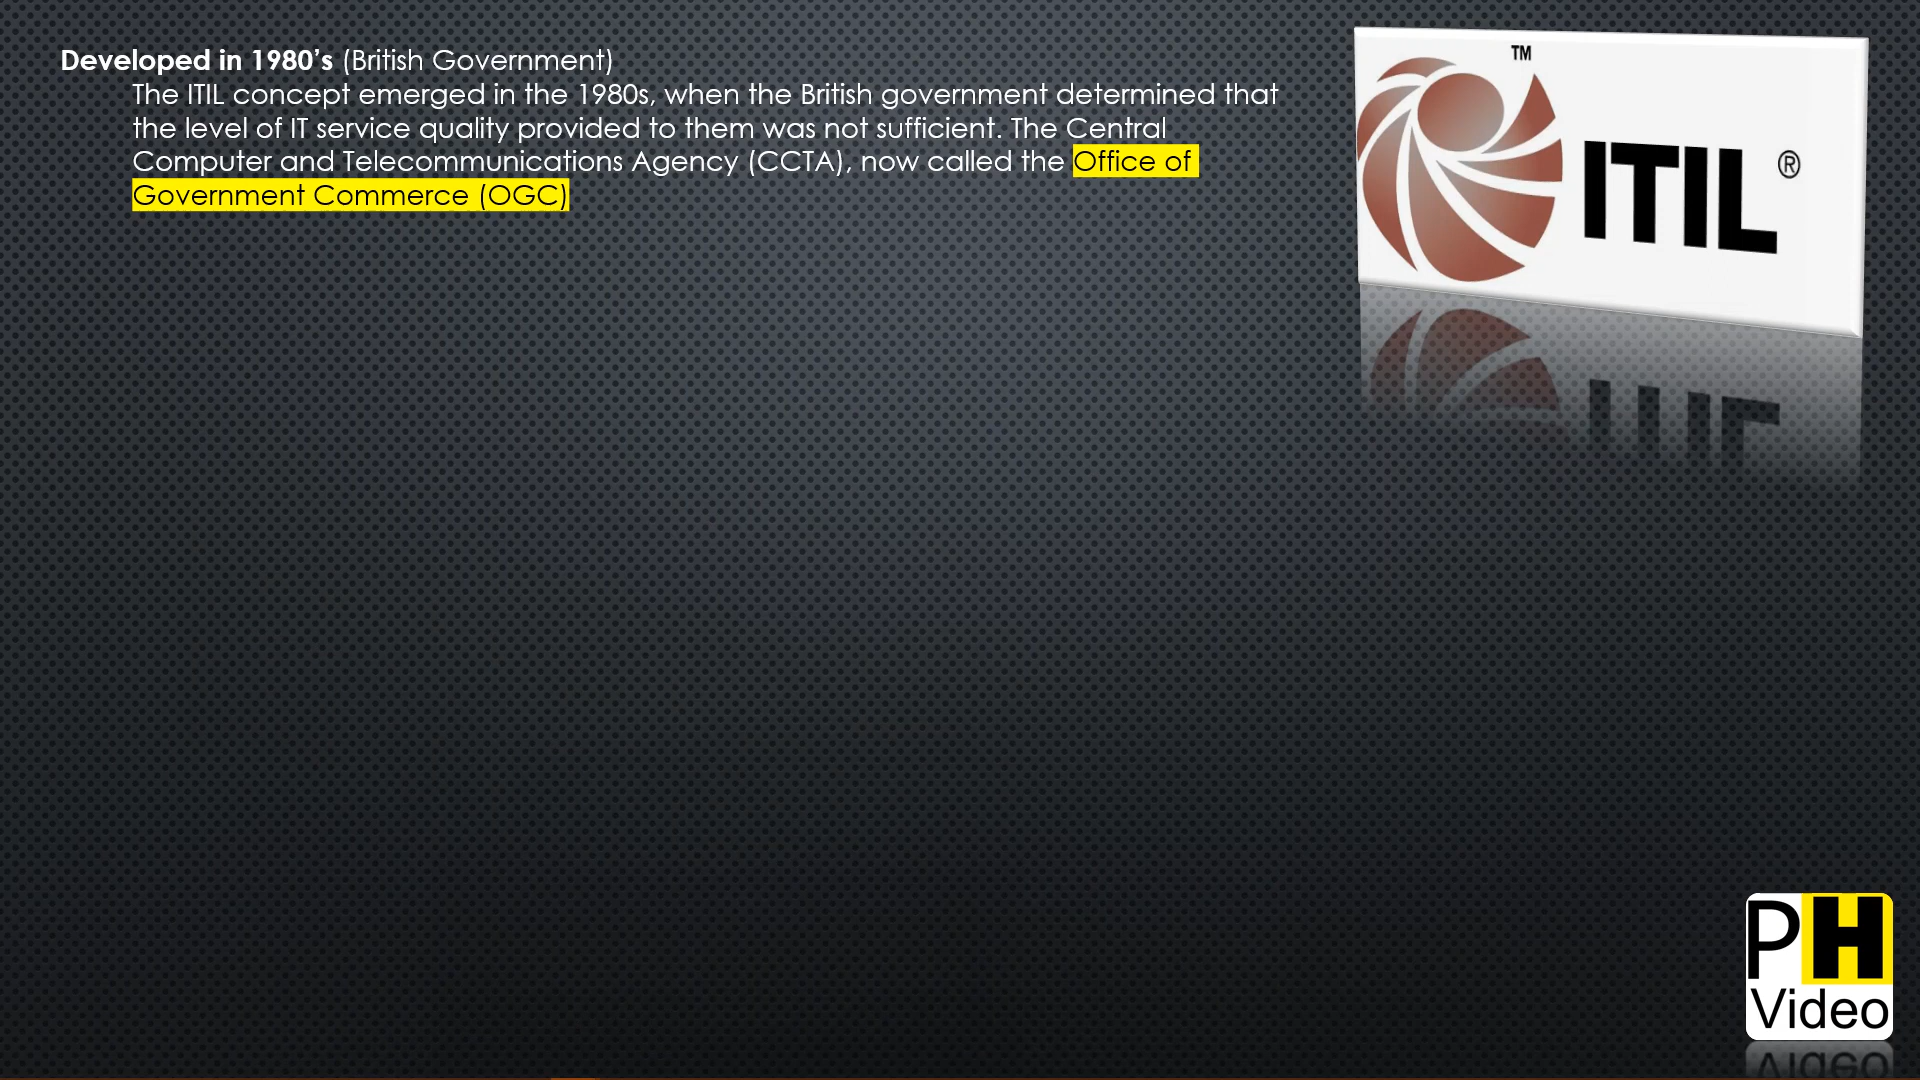 Developed in 1980’s (British Government)
The ITIL concept emerged in the 1980s, when the British government determined that
the level of IT service quality provided to them was not sufficient. The Central
Computer and Telecommunications Agency (CCTA), now called the Office of
Government Commerce (OGC)
TM
ITIL ®
PH
Video